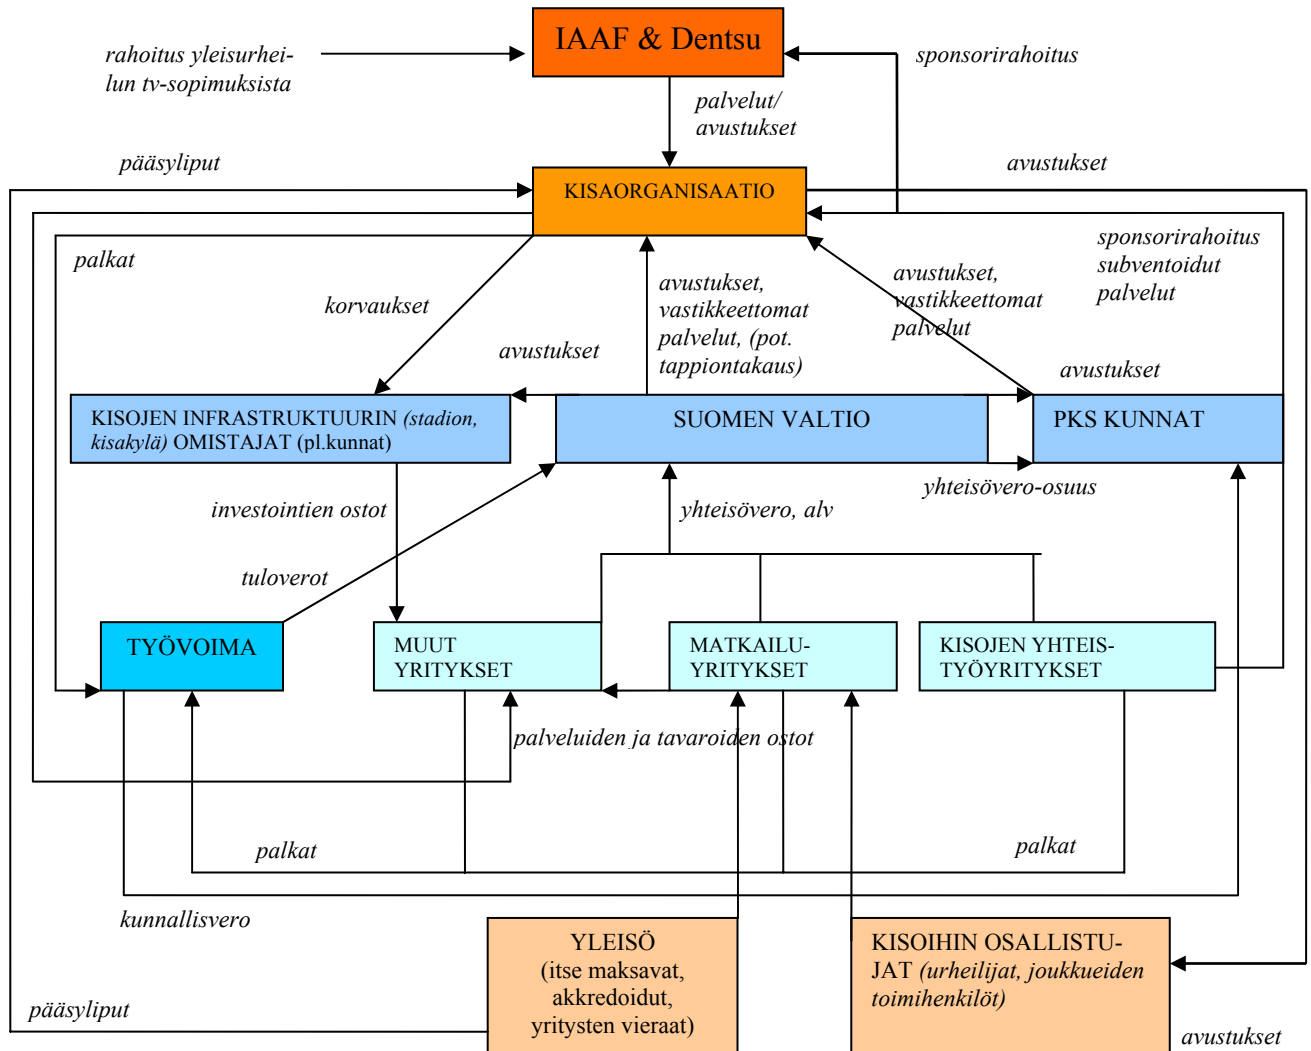 IAAF & Dentsu
rahoitus yleisurhei-
lun tv-sopimuksista
sponsorirahoitus
palvelut/
avustukset
pääsyliput
avustukset
KISAORGANISAATIO
palkat
korvaukset
avustukset,
vastikkeettomat
palvelut, (pot.
tappiontakaus)
avustukset,
vastikkeettomat
palvelut
sponsorirahoitus
subventoidut
palvelut
avustukset
avustukset
KISOJEN INFRASTRUKTUURIN (stadion,
kisakylä) OMISTAJAT (pl.kunnat)
SUOMEN VALTIO
PKS KUNNAT
investointien ostot
yhteisövero, alv
yhteisövero-osuus
tuloverot
TYÖVOIMA
MUUT
YRITYKSET
MATKAILU-
YRITYKSET
KISOJEN YHTEIS-
TYÖYRITYKSET
palveluiden ja tavaroiden ostot
palkat
palkat
kunnallisvero
YLEISÖ
(itse maksavat,
akkredoidut,
yritysten vieraat)
KISOIHIN OSALLISTU-
JAT (urheilijat, joukkueiden
toimihenkilöt)
pääsyliput
avustukset